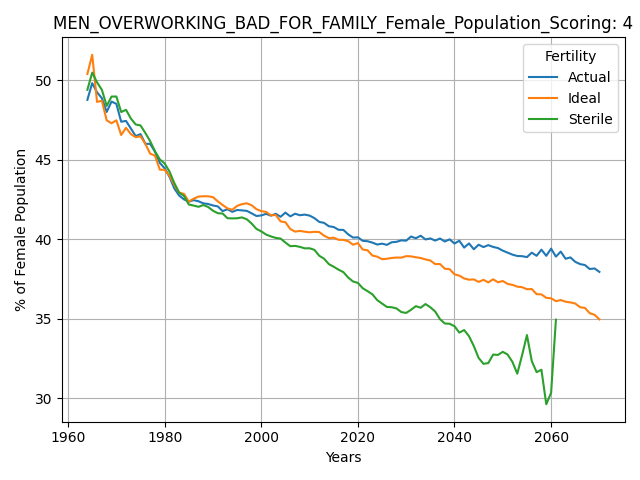 MEN_OVERWORKING_BAD_FOR_FAMILY_Female_Population_Scoring: 4
Fertility
Actual
Ideal
Sterile
% of Female Population
50
45
40
35
30
1960
1980
2000
2020
2040
2060
Years